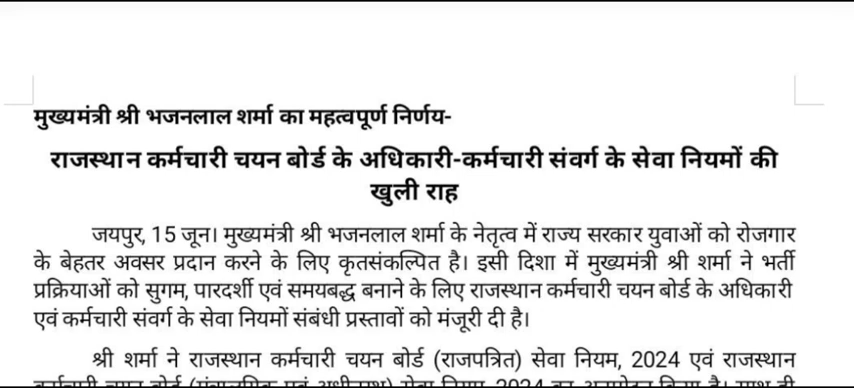 मुख्यमंत्री श्री भजनलाल शर्मा का महत्वपूर्ण निर्णय-
राजस्थान कर्मचारी चयन बोर्ड के अधिकारी-कर्मचारी संवर्ग के सेवा नियमों की
खुली राह
जयपुर, 15 जून। मुख्यमंत्री श्री भजनलाल शर्मा के नेतृत्व में राज्य सरकार युवाओं को रोजगार
के बेहतर अवसर प्रदान करने के लिए कृतसंकल्पित है। इसी दिशा में मुख्यमंत्री श्री शर्मा ने भर्ती
प्रक्रियाओं को सुगम, पारदर्शी एवं समयबद्ध बनाने के लिए राजस्थान कर्मचारी चयन बोर्ड के अधिकारी
एवं कर्मचारी संवर्ग के सेवा नियमों संबंधी प्रस्तावों को मंजूरी दी है।
श्री शर्मा ने राजस्थान कर्मचारी चयन बोर्ड (राजपत्रित) सेवा नियम, 2024 एवं राजस्थान